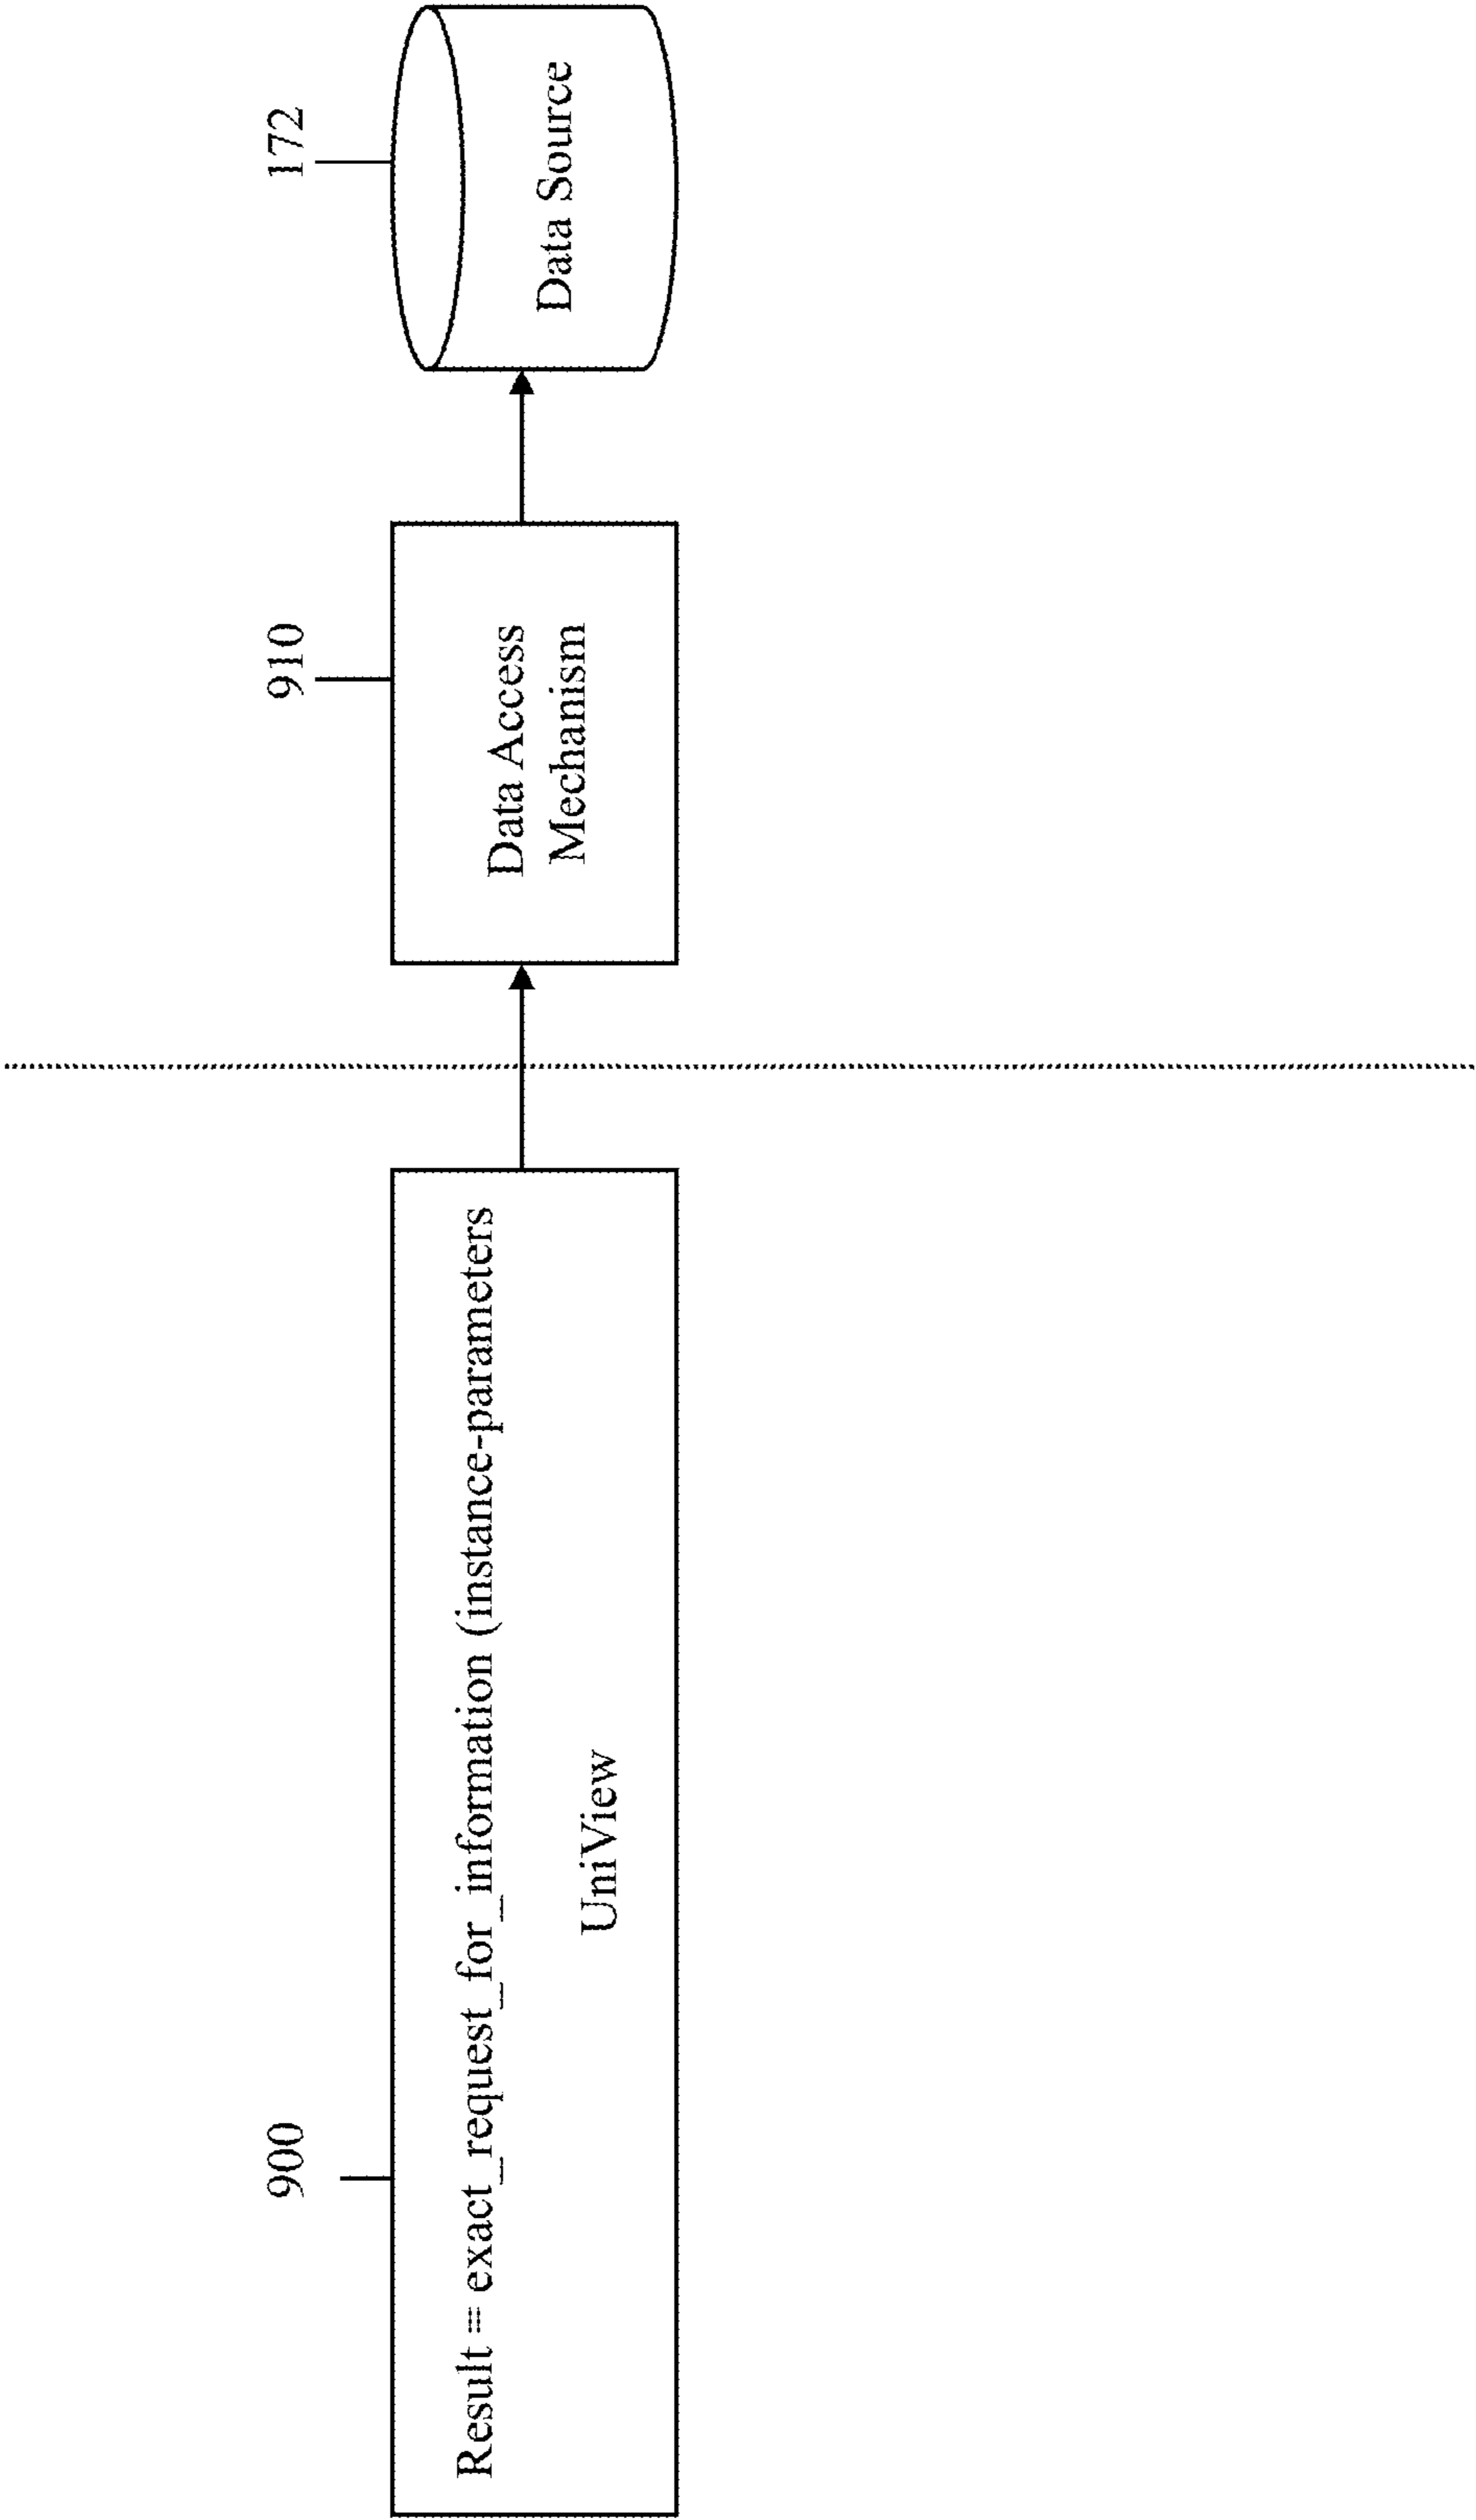 900
910
172
Result = exact_request_for_information (instance-parameters
UniView
Data Access
Mechanism
Data Source